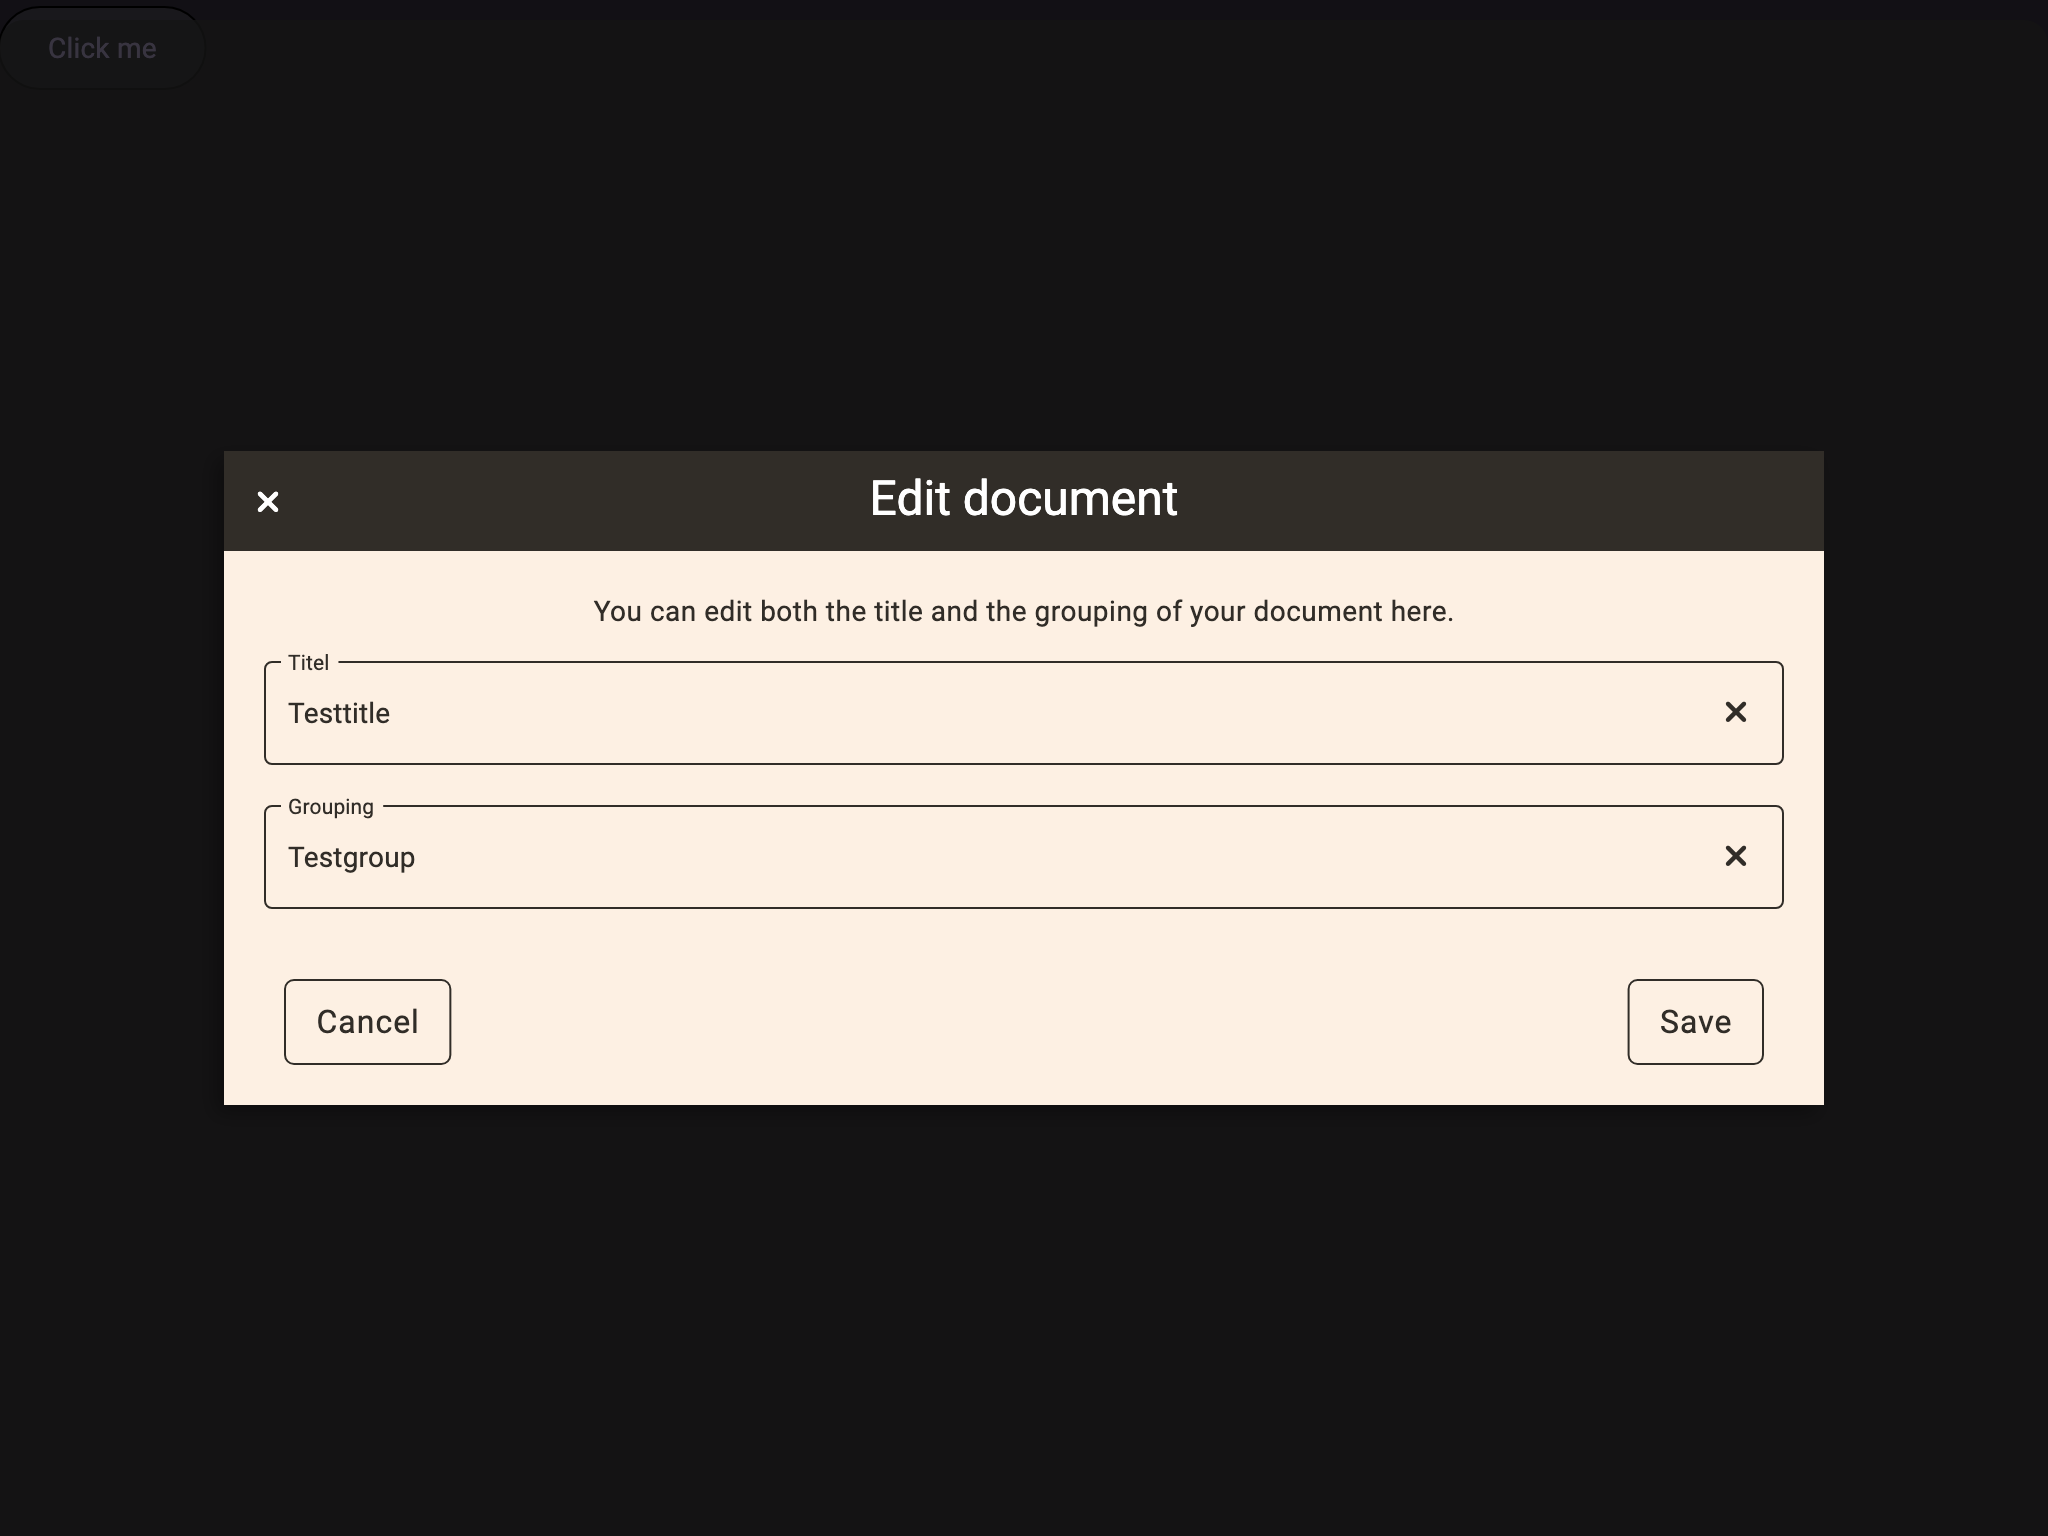 Click me
Edit document
You can edit both the title and the grouping of your document here.
Titel
Testtitle
Grouping
Testgroup
Cancel
Save